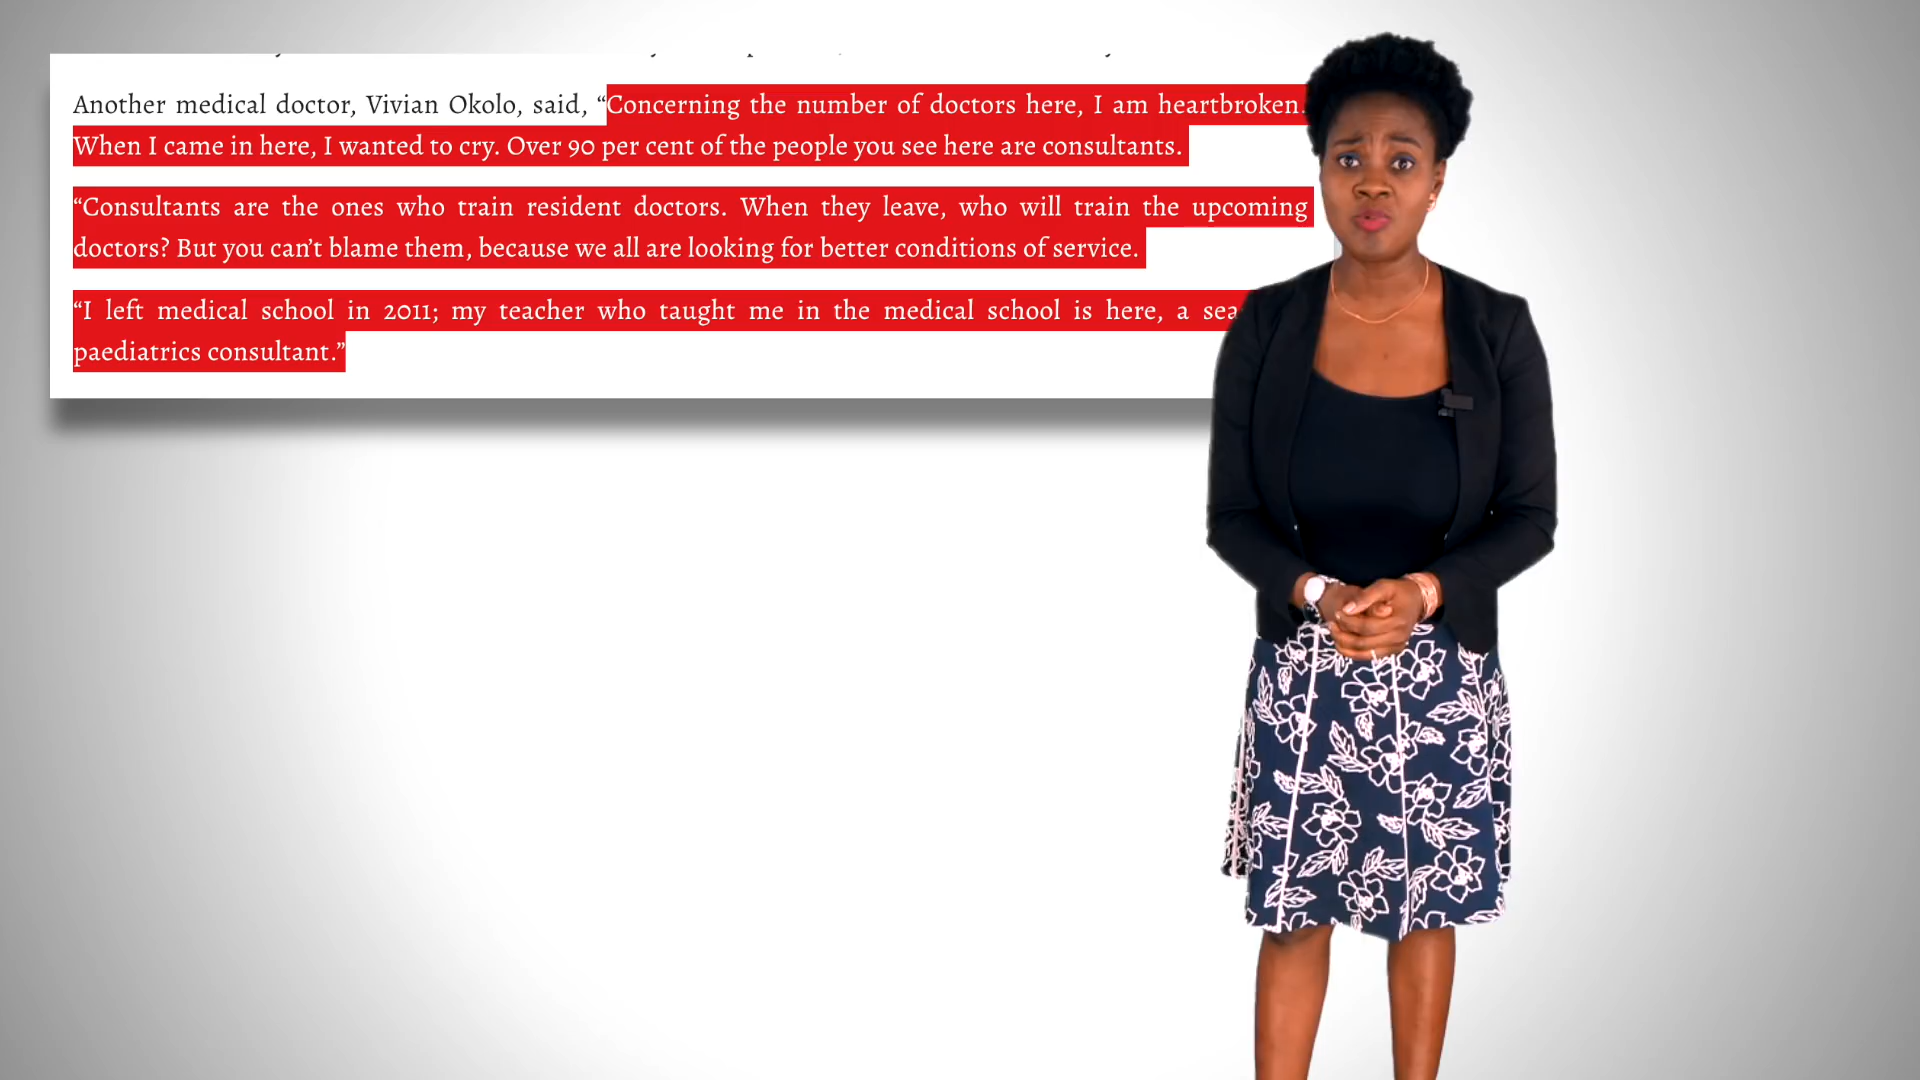 Another medical doctor, Vivian Okolo, said, “Concerning the number of doctors here, I am heartbroken.
When I came in here, I wanted to cry. Over 90 per cent of the people you see here are consultants.
“Consultants are the ones who train resident doctors. When they leave, who will train the upcoming
doctors? But you can’t blame them, because we all are looking for better conditions of service.
“I left medical school in 2011; my teacher who taught me in the medical school is here, a
paediatrics consultant.”